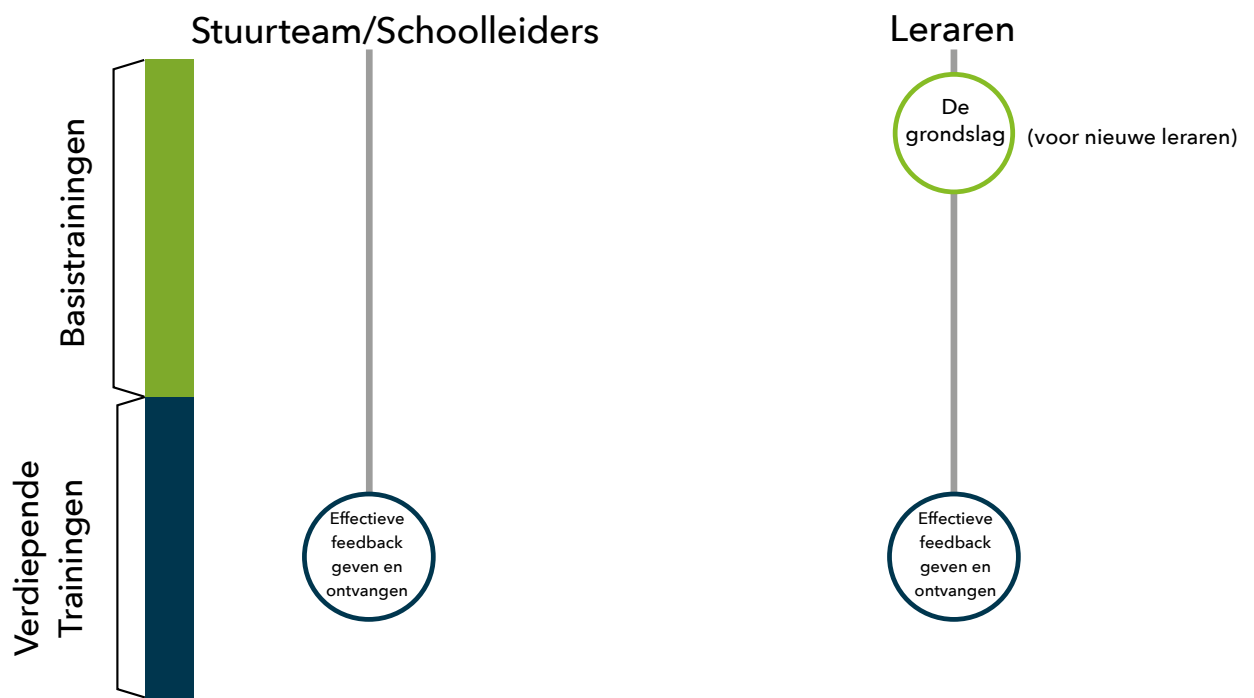 Stuurteam/Schoolleiders
Leraren
Basistrainingen
De
grondslag
(voor nieuwe leraren)
Verdiepende
Trainingen
Effectieve
feedback
geven en
ontvangen
Effectieve
feedback
geven en
ontvangen